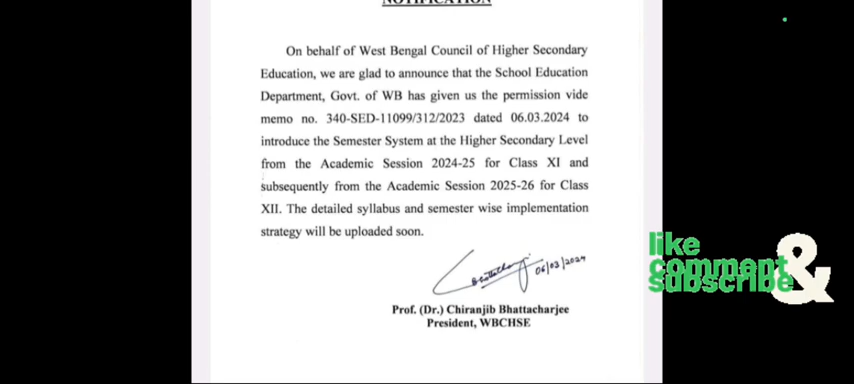 NOTIFICATION
On behalf of West Bengal Council of Higher Secondary
Education, we are glad to announce that the School Education
Department, Govt. of WB has given us the permission vide
memo no. 340-SED-11099/312/2023 dated 06.03.2024 to
introduce the Semester System at the Higher Secondary Level
from the Academic Session 2024-25 for Class XI and
subsequently from the Academic Session 2025-26 for Class
XII. The detailed syllabus and semester wise implementation
strategy will be uploaded soon.
06/03/2024
Prof. (Dr.) Chiranjib Bhattacharjee
President, WBCHSE
like
comment &
subscribe